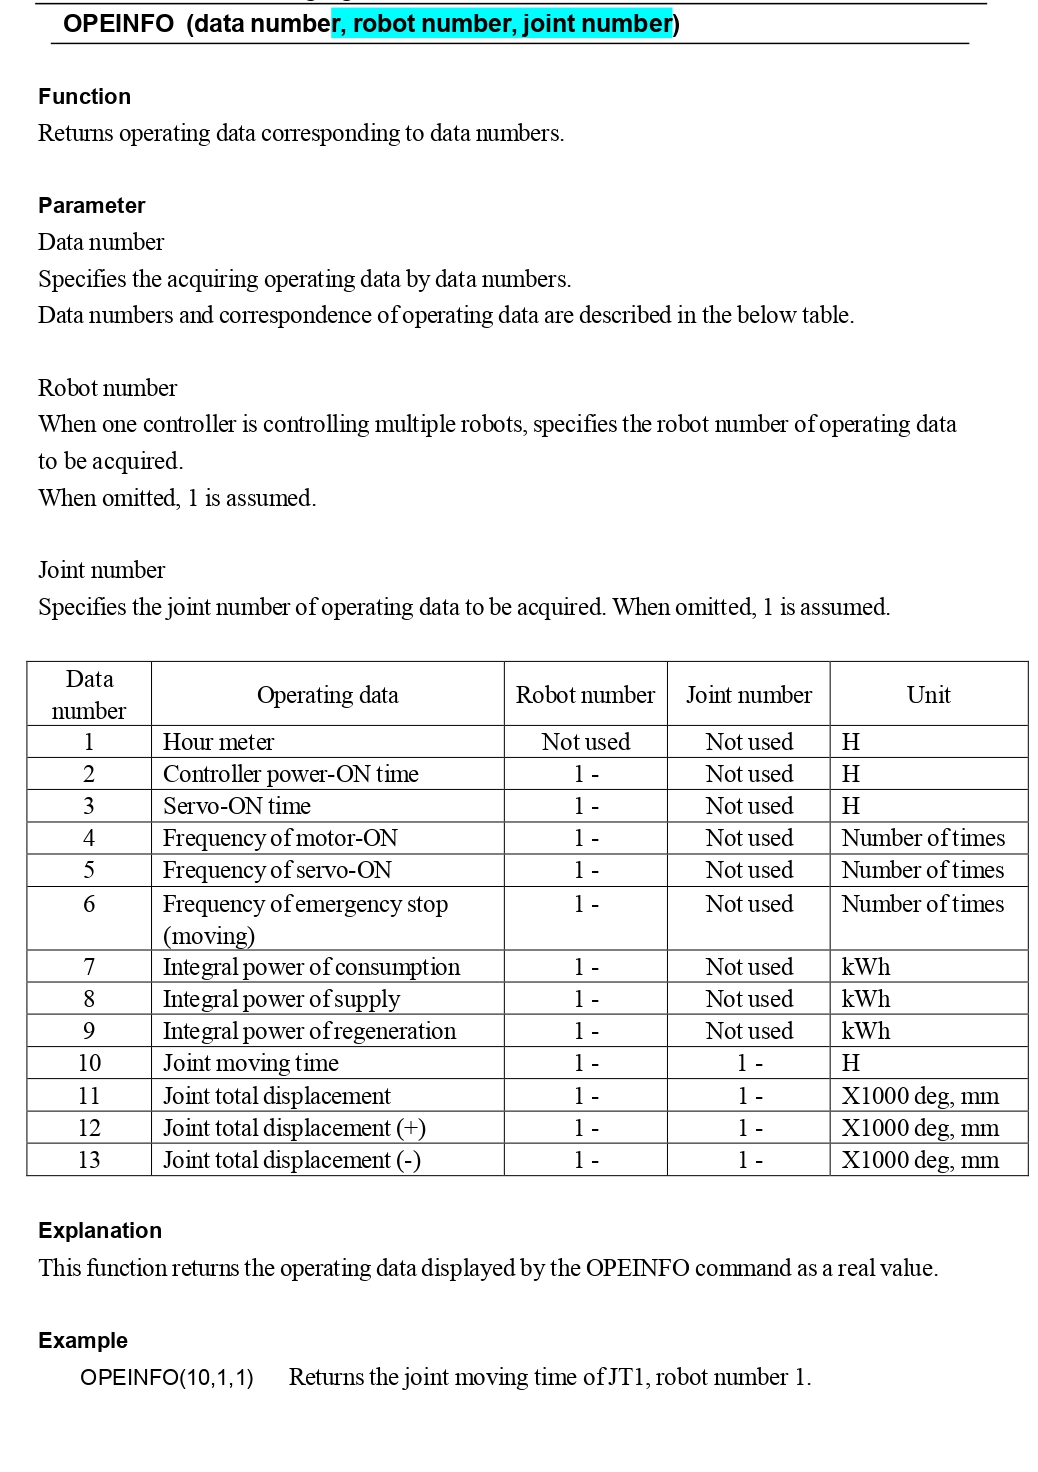 OPEINFO (data number, robot number, joint number)
Function
Returns operating data corresponding to data numbers.
Parameter
Data number
Specifies the acquiring operating data by data numbers.
Data numbers and correspondence of operating data are described in the below table.
Robot number
When one controller is controlling multiple robots, specifies the robot number of operating data
to be acquired.
When omitted, 1 is assumed.
Joint number
Specifies the joint number of operating data to be acquired. When omitted, 1 is assumed.
Data number Operating data Robot number Joint number Unit
1 Hour meter Not used Not used H
2 Controller power-ON time 1 - Not used H
3 Servo-ON time 1 - Not used H
4 Frequency of motor-ON 1 - Not used Number of times
5 Frequency of servo-ON 1 - Not used Number of times
6 Frequency of emergency stop (moving) 1 - Not used Number of times
7 Integral power of consumption 1 - Not used kWh
8 Integral power of supply 1 - Not used kWh
9 Integral power of regeneration 1 - Not used kWh
10 Joint moving time 1 - 1 - H
11 Joint total displacement 1 - 1 - X1000 deg, mm
12 Joint total displacement (+) 1 - 1 - X1000 deg, mm
13 Joint total displacement (-) 1 - 1 - X1000 deg, mm
Explanation
This function returns the operating data displayed by the OPEINFO command as a real value.
Example
OPEINFO(10,1,1) Returns the joint moving time of JT1, robot number 1.